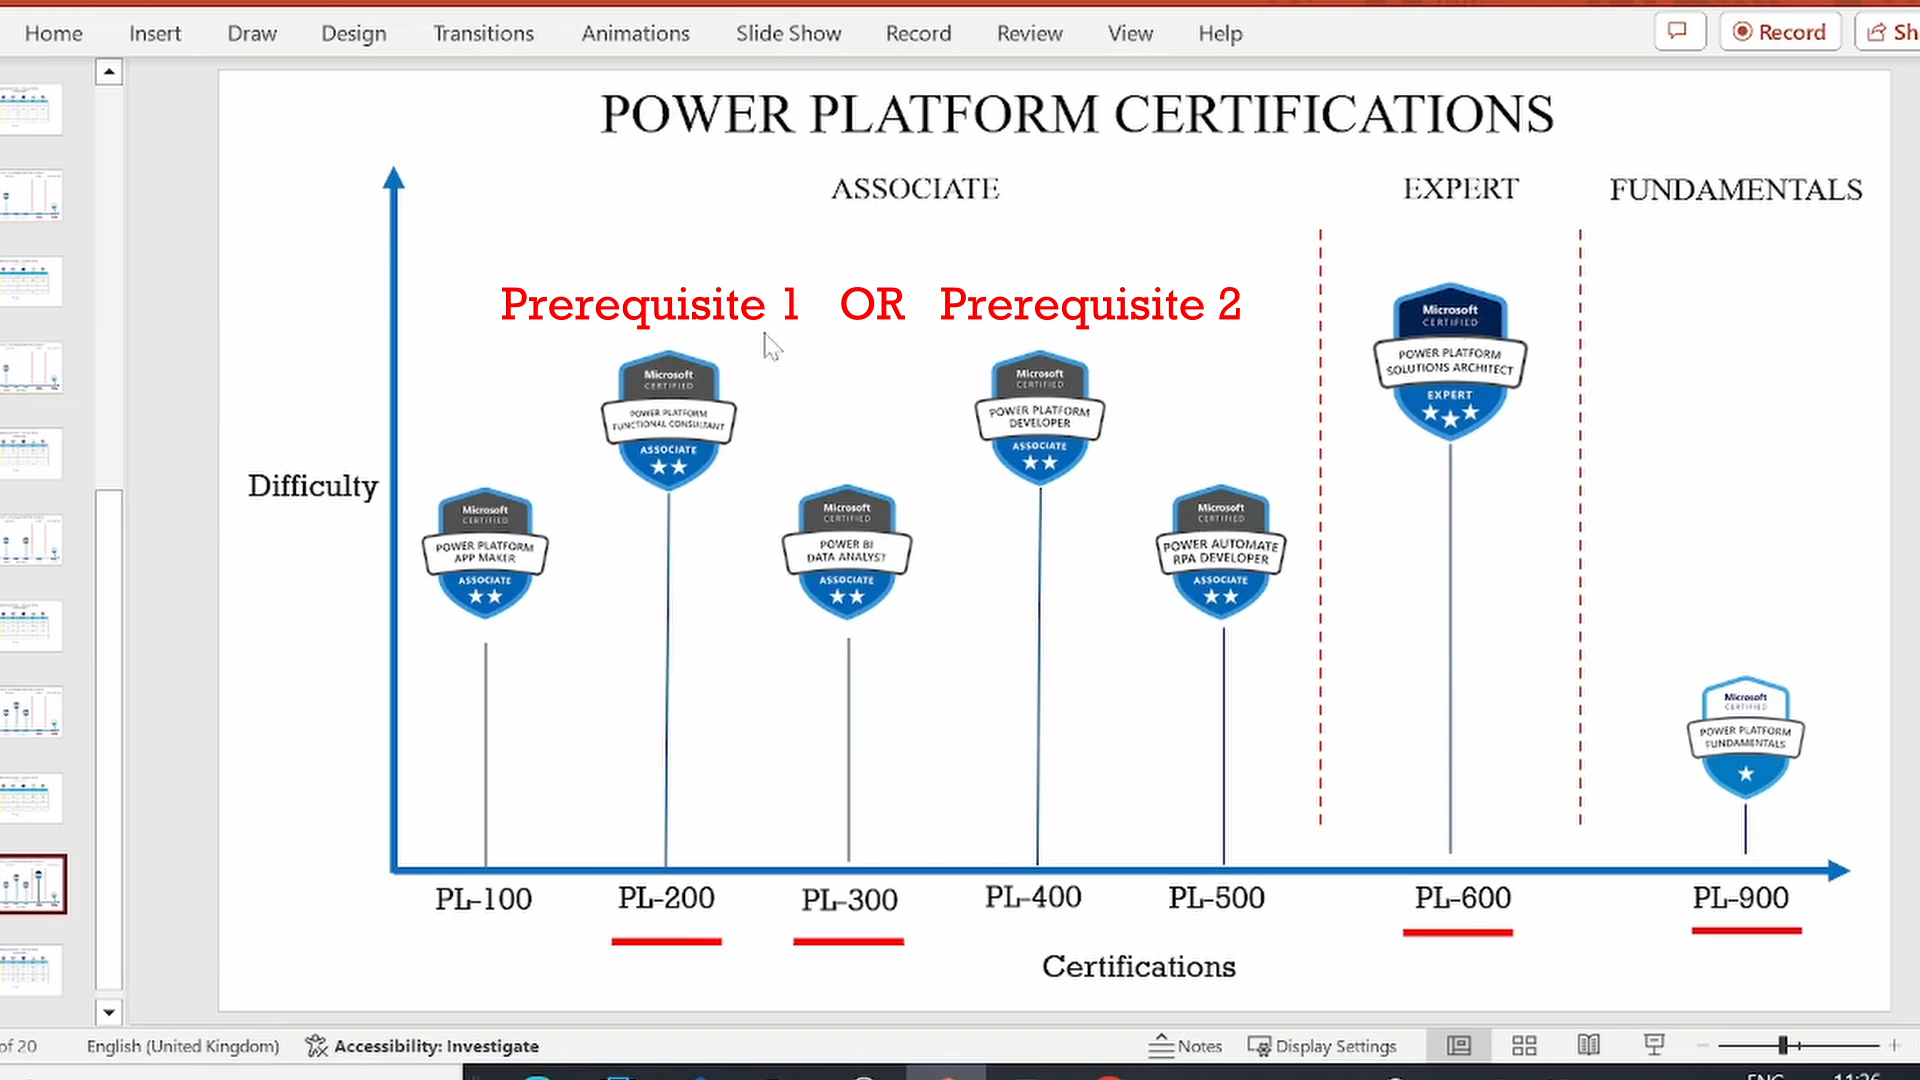 Home Insert Draw Design Transitions Animations Slide Show Record Review View Help Record Sh
POWER PLATFORM CERTIFICATIONS
ASSOCIATE EXPERT FUNDAMENTALS
Prerequisite 1 OR Prerequisite 2
Microsoft
CERTIFIED
POWER PLATFORM
SOLUTIONS ARCHITECT
EXPERT
Microsoft
CERTIFIED
POWER PLATFORM
FUNCTIONAL CONSULTANT
ASSOCIATE
Microsoft
CERTIFIED
POWER PLATFORM
DEVELOPER
ASSOCIATE
Difficulty
Microsoft
CERTIFIED
POWER PLATFORM
APP MAKER
ASSOCIATE
Microsoft
CERTIFIED
POWER BI
DATA ANALYST
ASSOCIATE
Microsoft
CERTIFIED
POWER AUTOMATE
RPA DEVELOPER
ASSOCIATE
Microsoft
CERTIFIED
POWER PLATFORM
FUNDAMENTALS
PL-100 PL-200 PL-300 PL-400 PL-500 PL-600 PL-900
Certifications
of 20 English (United Kingdom) Accessibility: Investigate Notes Display Settings
ENG 11:26